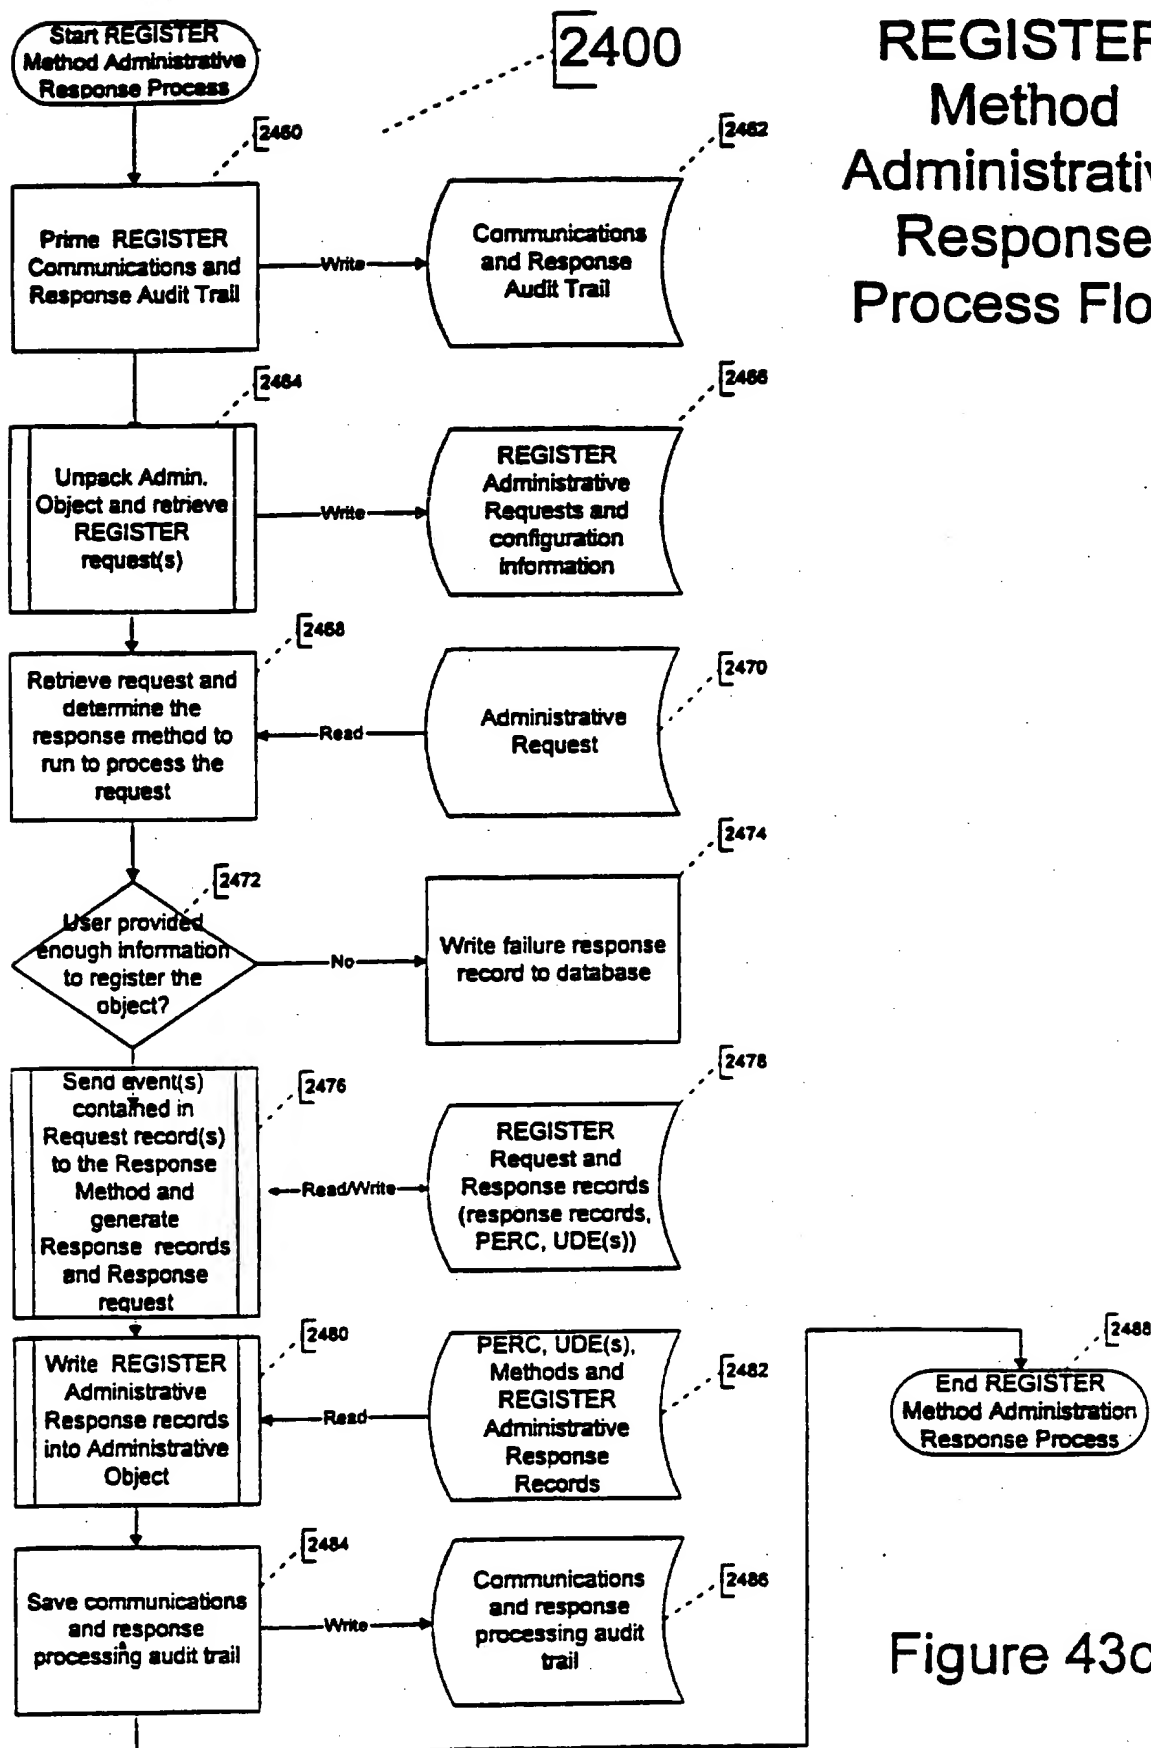 Start REGISTER
Method Administrative
Response Process
2400
REGISTER
Method
Administrativ
Response
Process Flo
2460
2462
Prime REGISTER
Communications and
Response Audit Trail
Write
Communications
and Response
Audit Trail
2464
2466
Unpack Admin.
Object and retrieve
REGISTER
request(s)
Write
REGISTER
Administrative
Requests and
configuration
information
2468
2470
Retrieve request and
determine the
response method to
run to process the
request
Read
Administrative
Request
2472
2474
User provided
enough information
to register the
object?
No
Write failure response
record to database
2476
2478
Send event(s)
contained in
Request record(s)
to the Response
Method and
generate
Response records
and Response
request
Read/Write
REGISTER
Request and
Response records
(response records,
PERC, UDE(s))
2480
2482
Write REGISTER
Administrative
Response records
into Administrative
Object
Read
PERC, UDE(s),
Methods and
REGISTER
Administrative
Response
Records
2488
End REGISTER
Method Administration
Response Process
2484
2486
Save communications
and response
processing audit trail
Write
Communications
and response
processing audit
trail
Figure 43c